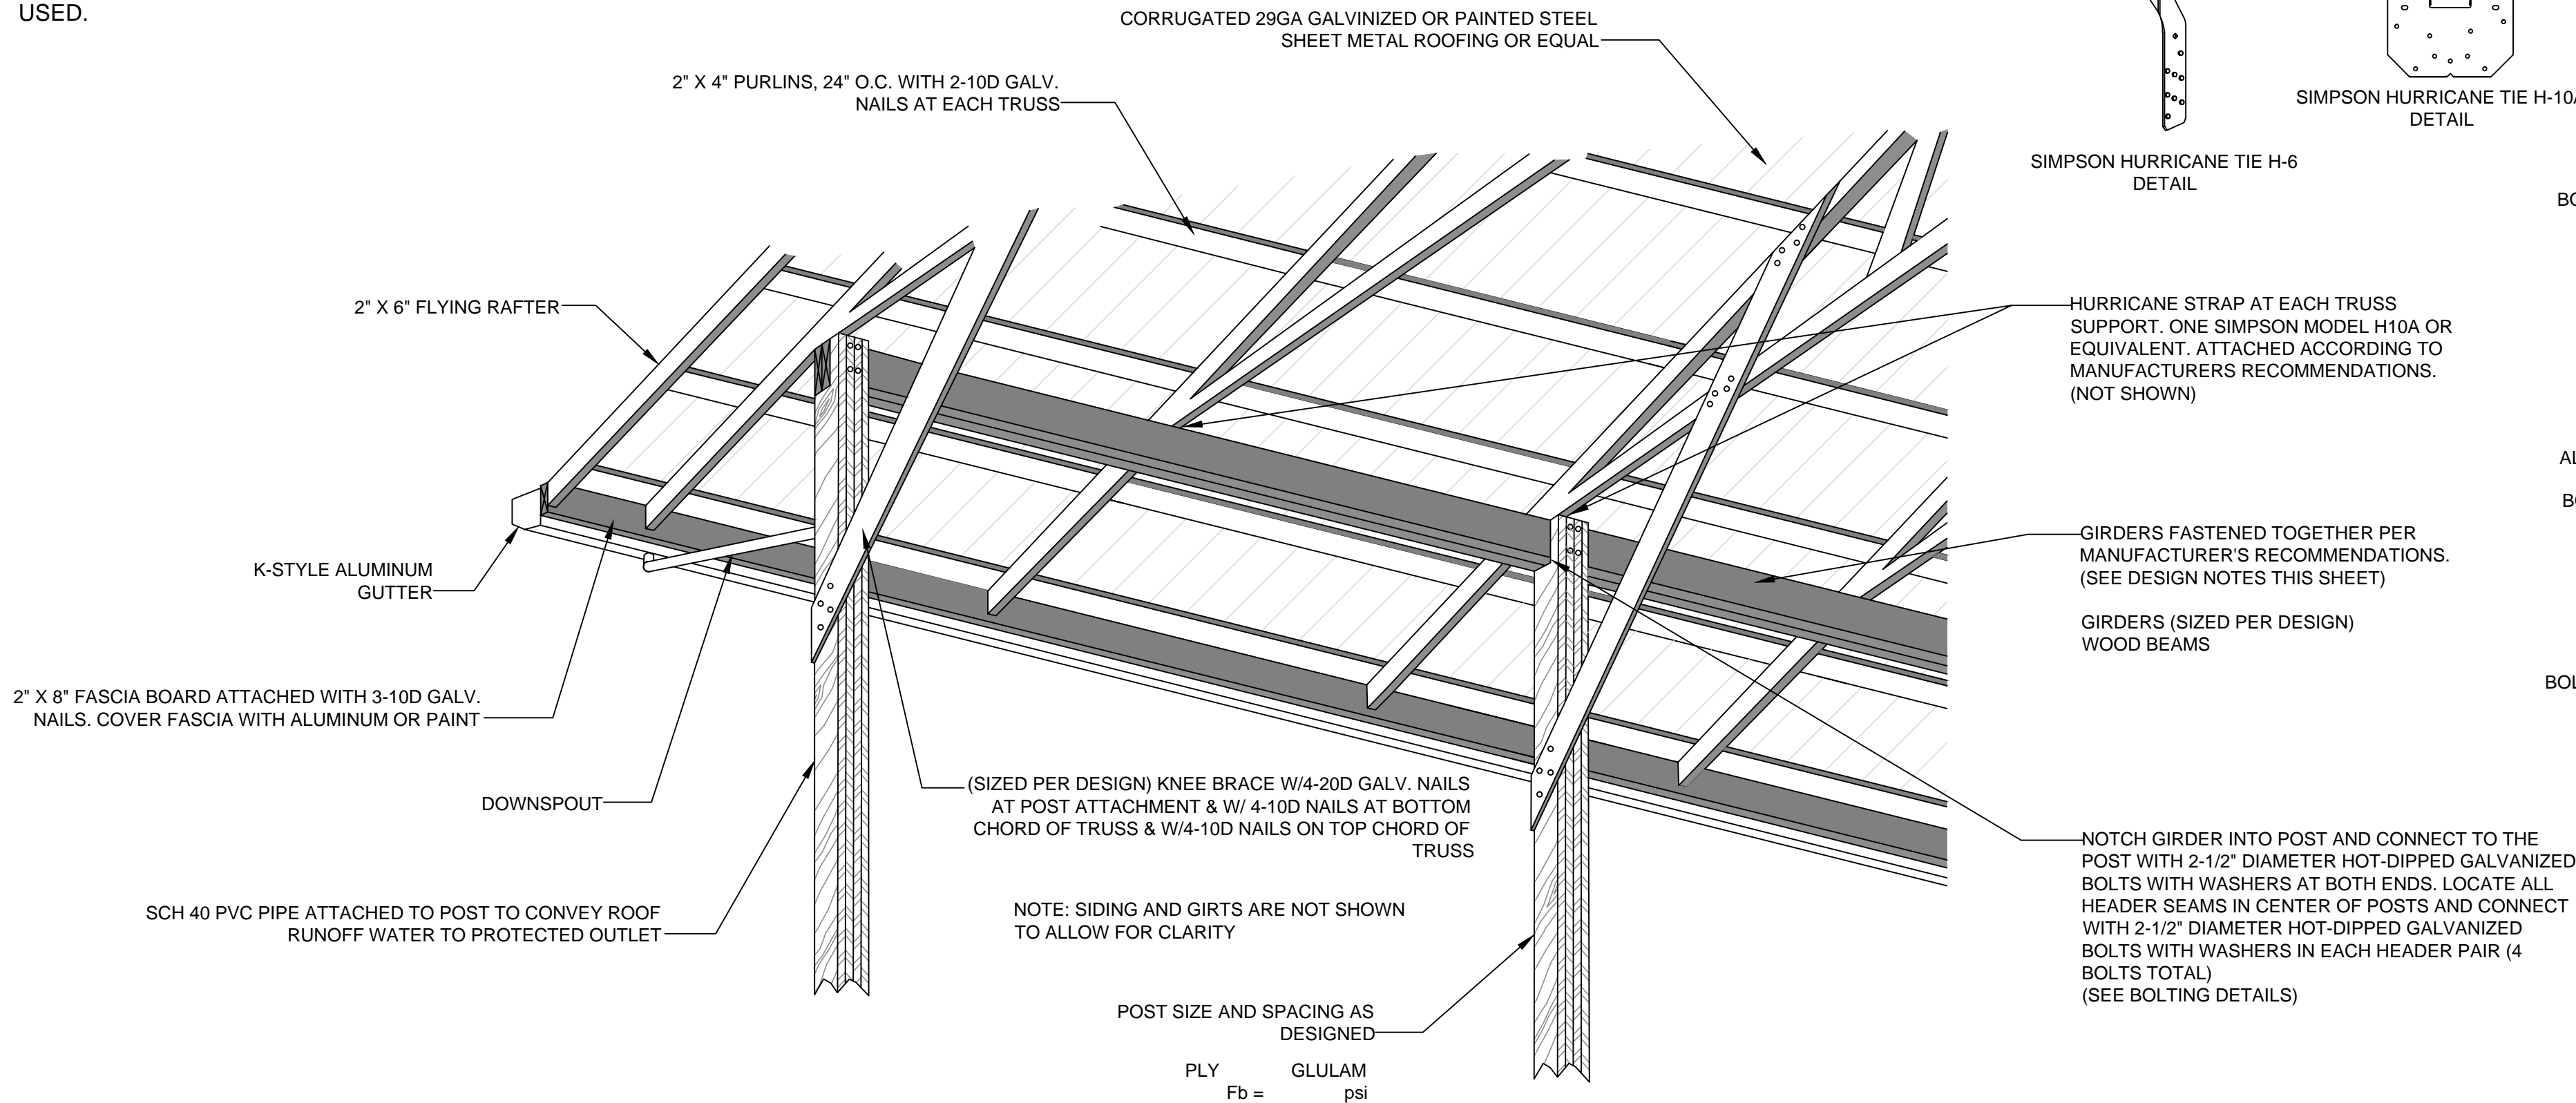 USED.
CORRUGATED 29GA GALVINIZED OR PAINTED STEEL
SHEET METAL ROOFING OR EQUAL
2" X 4" PURLINS, 24" O.C. WITH 2-10D GALV.
NAILS AT EACH TRUSS
SIMPSON HURRICANE TIE H-10A
DETAIL
SIMPSON HURRICANE TIE H-6
DETAIL
BO
2" X 6" FLYING RAFTER
HURRICANE STRAP AT EACH TRUSS
SUPPORT. ONE SIMPSON MODEL H10A OR
EQUIVALENT. ATTACHED ACCORDING TO
MANUFACTURERS RECOMMENDATIONS.
(NOT SHOWN)
AL
BO
K-STYLE ALUMINUM
GUTTER
GIRDERS FASTENED TOGETHER PER
MANUFACTURER'S RECOMMENDATIONS.
(SEE DESIGN NOTES THIS SHEET)
GIRDERS (SIZED PER DESIGN)
WOOD BEAMS
BOL
2" X 8" FASCIA BOARD ATTACHED WITH 3-10D GALV.
NAILS. COVER FASCIA WITH ALUMINUM OR PAINT
DOWNSPOUT
(SIZED PER DESIGN) KNEE BRACE W/4-20D GALV. NAILS
AT POST ATTACHMENT & W/ 4-10D NAILS AT BOTTOM
CHORD OF TRUSS & W/4-10D NAILS ON TOP CHORD OF
TRUSS
NOTCH GIRDER INTO POST AND CONNECT TO THE
POST WITH 2-1/2" DIAMETER HOT-DIPPED GALVANIZED
BOLTS WITH WASHERS AT BOTH ENDS. LOCATE ALL
HEADER SEAMS IN CENTER OF POSTS AND CONNECT
WITH 2-1/2" DIAMETER HOT-DIPPED GALVANIZED
BOLTS WITH WASHERS IN EACH HEADER PAIR (4
BOLTS TOTAL)
(SEE BOLTING DETAILS)
SCH 40 PVC PIPE ATTACHED TO POST TO CONVEY ROOF
RUNOFF WATER TO PROTECTED OUTLET
NOTE: SIDING AND GIRTS ARE NOT SHOWN
TO ALLOW FOR CLARITY
POST SIZE AND SPACING AS
DESIGNED
PLY GLULAM
Fb = psi